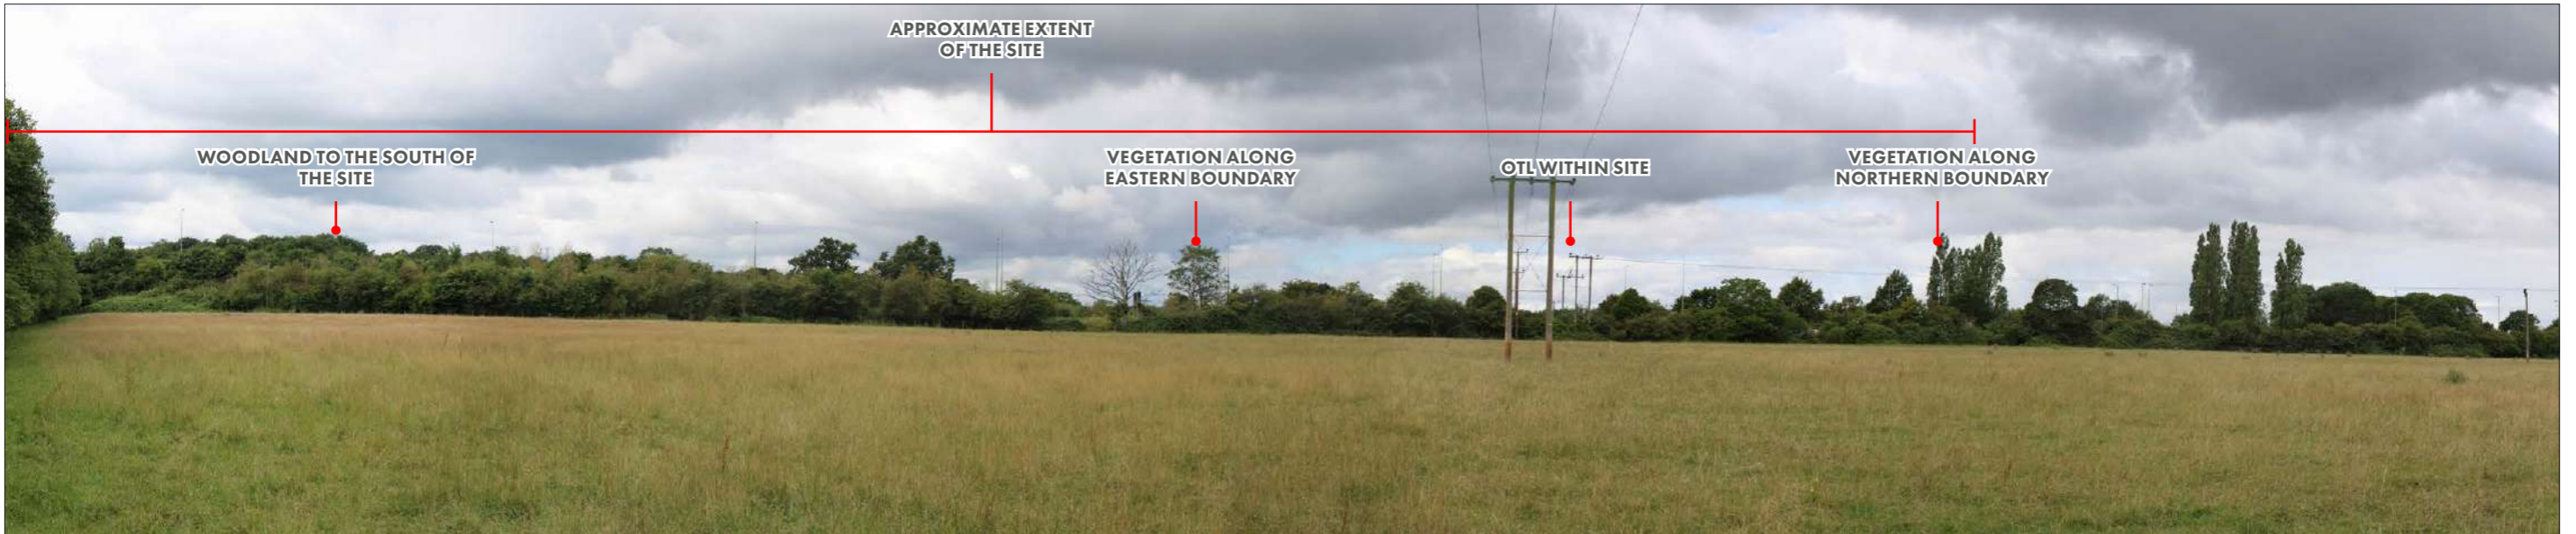 APPROXIMATE EXTENT
OF THE SITE
WOODLAND TO THE SOUTH OF
THE SITE
VEGETATION ALONG
EASTERN BOUNDARY
OTL WITHIN SITE
VEGETATION ALONG
NORTHERN BOUNDARY